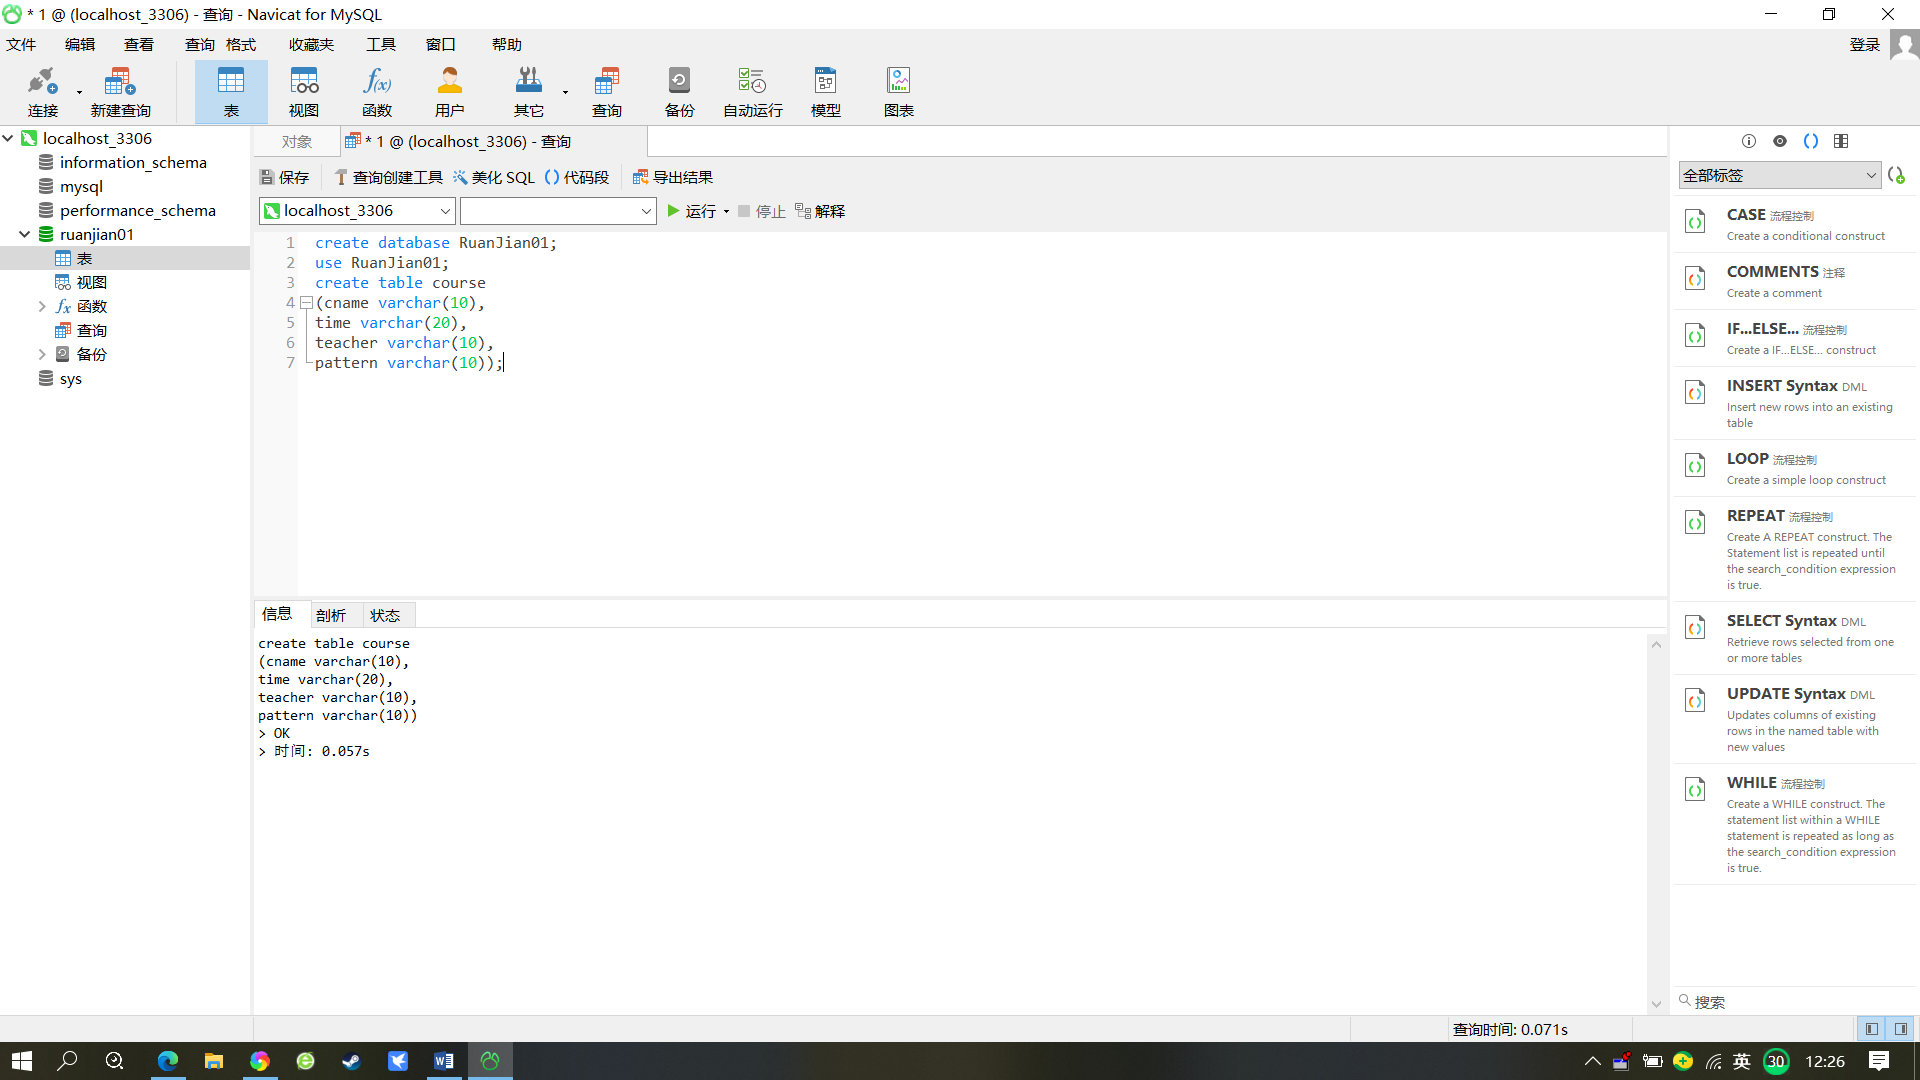 * 1 @ (localhost_3306) - 查询 - Navicat for MySQL
文件 编辑 查看 查询 格式 收藏夹 工具 窗口 帮助 登录
连接 新建查询 表 视图 函数 用户 其它 查询 备份 自动运行 模型 图表
localhost_3306
information_schema
mysql
performance_schema
ruanjian01
表
视图
函数
查询
备份
sys
对象 * 1 @ (localhost_3306) - 查询
保存 查询创建工具 美化 SQL 代码段 导出结果
localhost_3306 运行 停止 解释
1 create database RuanJian01;
2 use RuanJian01;
3 create table course
4 (cname varchar(10),
5 time varchar(20),
6 teacher varchar(10),
7 pattern varchar(10));
信息 剖析 状态
create table course
(cname varchar(10),
time varchar(20),
teacher varchar(10),
pattern varchar(10))
> OK
> 时间: 0.057s
全部标签
CASE 流程控制
Create a conditional construct
COMMENTS 注释
Create a comment
IF...ELSE... 流程控制
Create a IF...ELSE... construct
INSERT Syntax DML
Insert new rows into an existing
table
LOOP 流程控制
Create a simple loop construct
REPEAT 流程控制
Create A REPEAT construct. The
Statement list is repeated until
the search_condition expression
is true.
SELECT Syntax DML
Retrieve rows selected from one
or more tables
UPDATE Syntax DML
Updates columns of existing
rows in the named table with
new values
WHILE 流程控制
Create a WHILE construct. The
statement list within a WHILE
statement is repeated as long as
the search_condition expression
is true.
搜索
查询时间: 0.071s
英 30 12:26